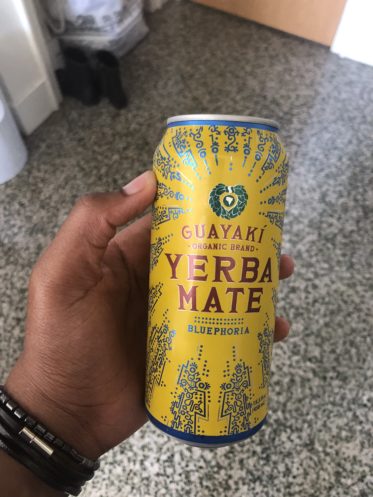 GUAYAKÍ
- ORGANIC BRAND -
YERBA
MATE
BLUEPHORIA